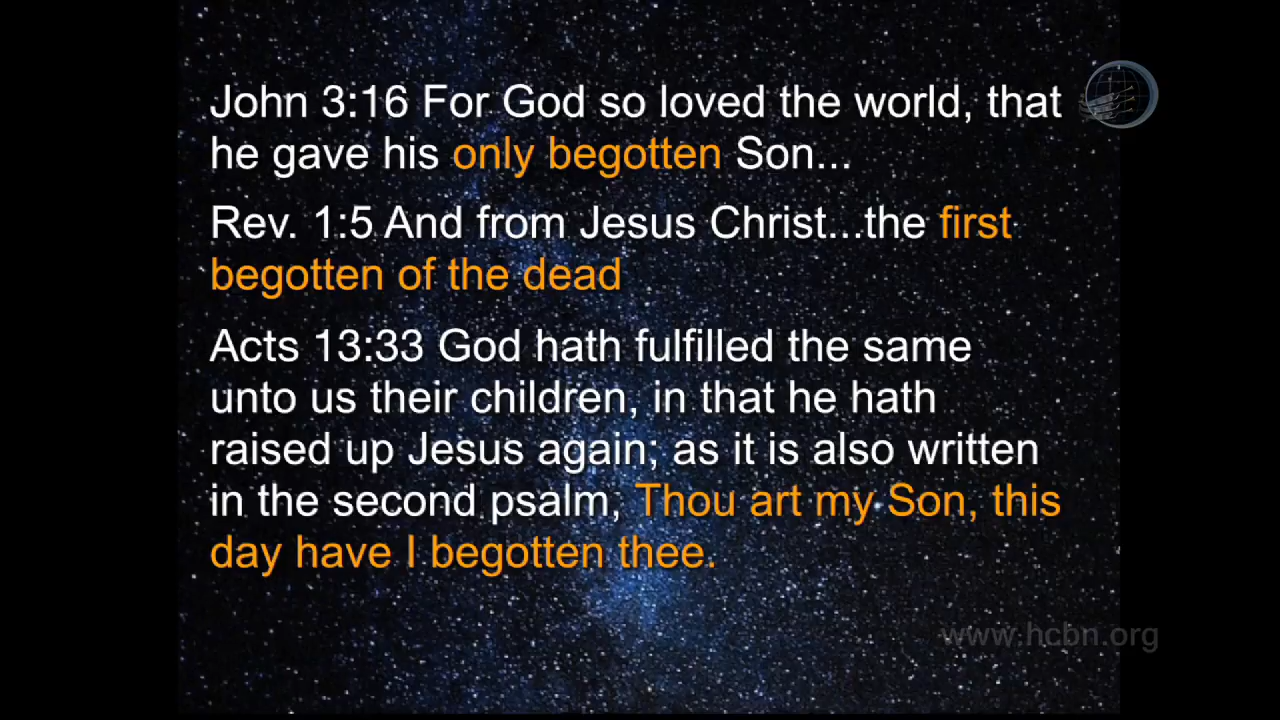 John 3:16 For God so loved the world, that
he gave his only begotten Son...
Rev. 1:5 And from Jesus Christ...the first
begotten of the dead
Acts 13:33 God hath fulfilled the same
unto us their children, in that he hath
raised up Jesus again; as it is also written
in the second psalm, Thou art my Son, this
day have I begotten thee.
www.hcbn.org